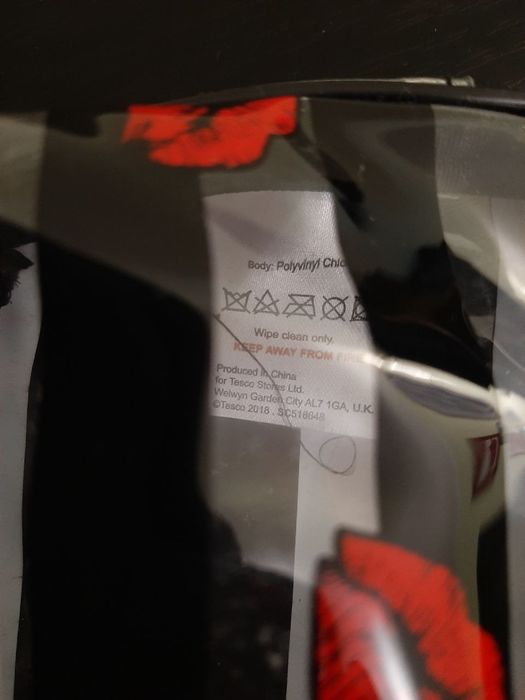 Body: Polyvinyl Chlo
Wipe clean only.
KEEP AWAY FROM FIRE
Produced in China
for Tesco Stores Ltd.
Welwyn Garden City AL7 1GA, U.K.
©Tesco 2018 . SC518648